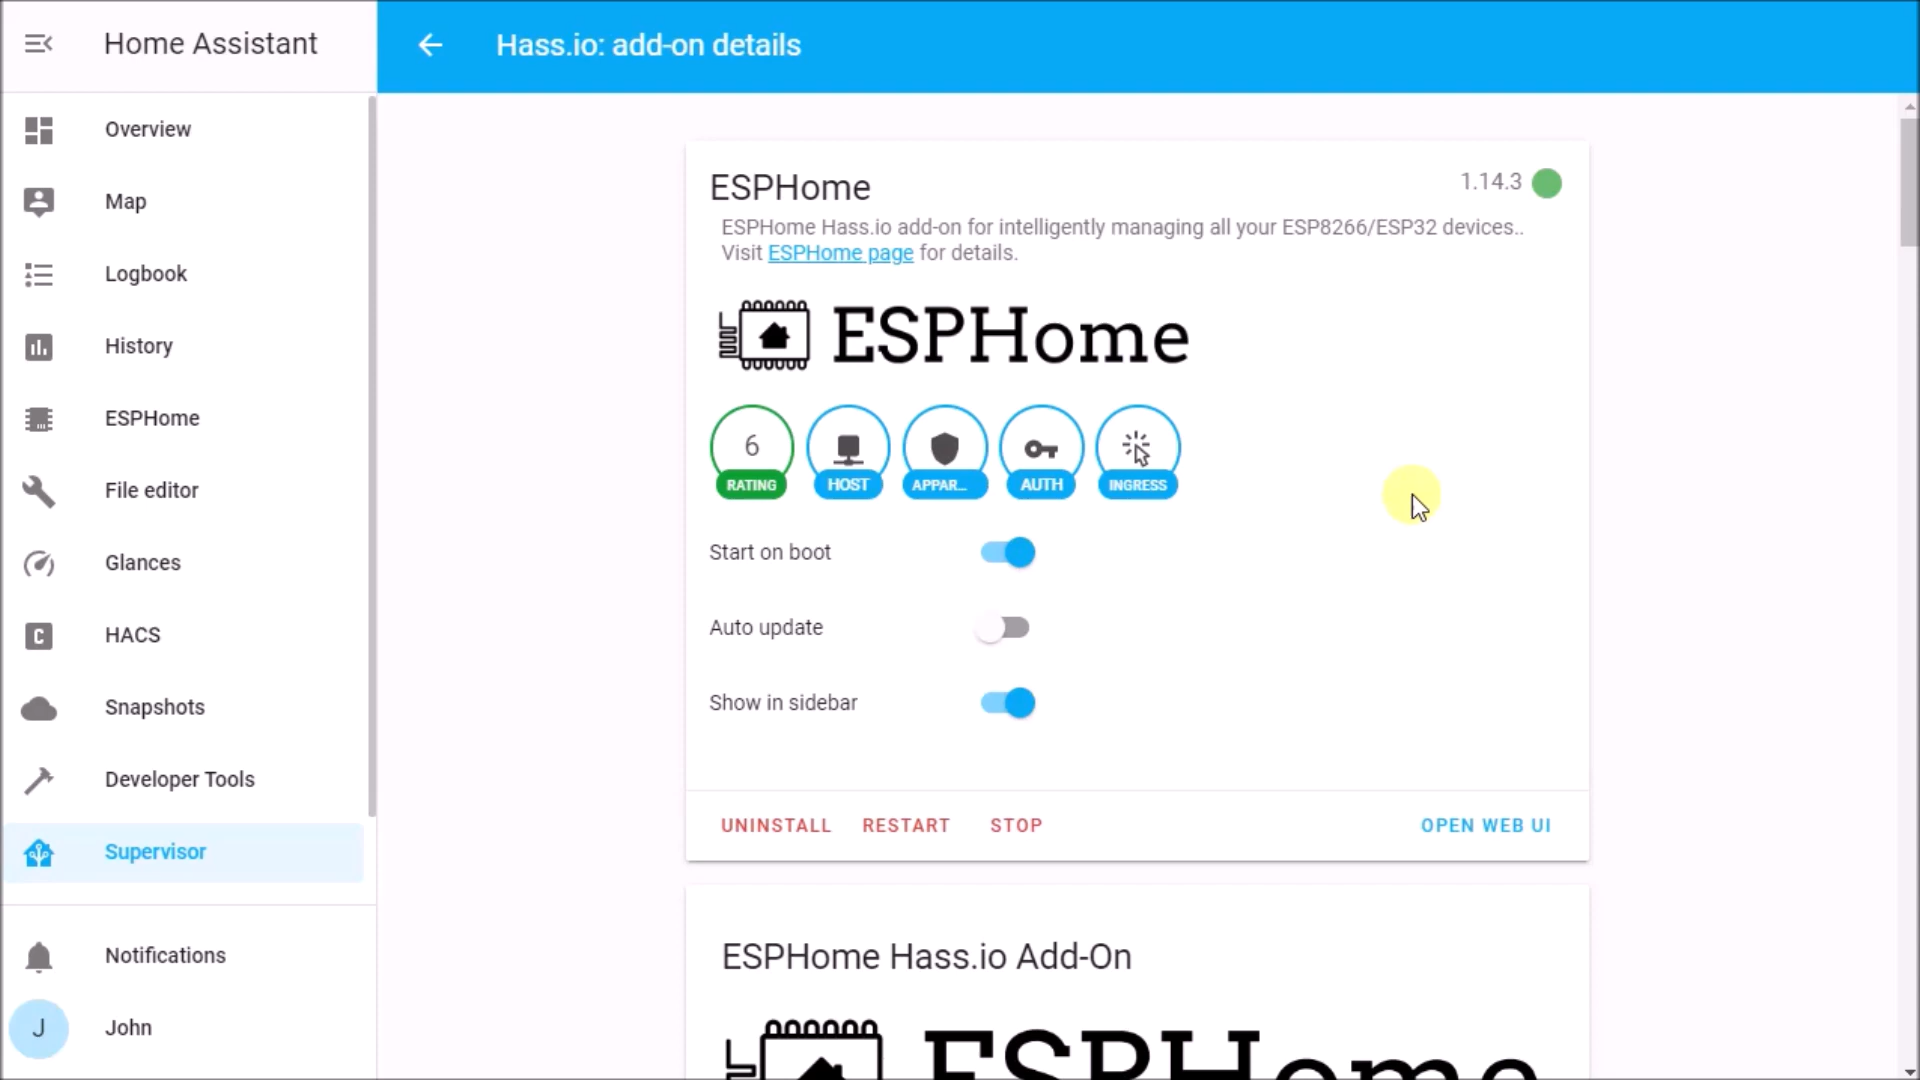 Home Assistant
Hass.io: add-on details
Overview
Map
Logbook
History
ESPHome
File editor
Glances
C
HACS
Snapshots
Developer Tools
Supervisor
Notifications
J
John
ESPHome
1.14.3
ESPHome Hass.io add-on for intelligently managing all your ESP8266/ESP32 devices..
Visit ESPHome page for details.
ESPHome
6
RATING
HOST
APPAR...
AUTH
INGRESS
Start on boot
Auto update
Show in sidebar
UNINSTALL
RESTART
STOP
OPEN WEB UI
ESPHome Hass.io Add-On
ESPHome